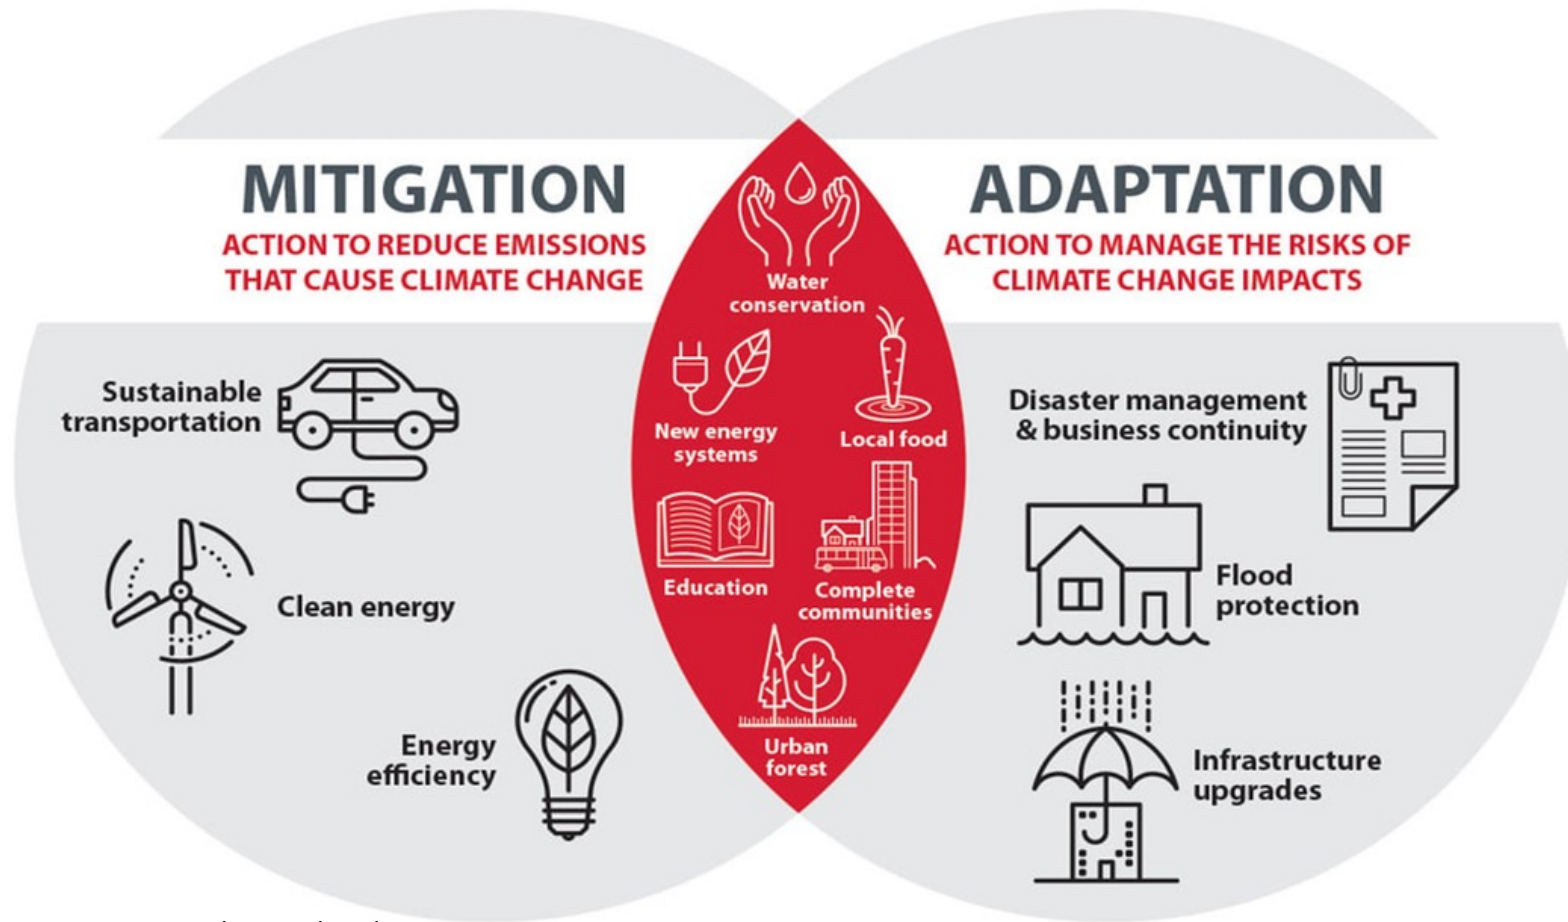 MITIGATION
ACTION TO REDUCE EMISSIONS
THAT CAUSE CLIMATE CHANGE
Sustainable
transportation
Clean energy
Energy
efficiency
Water
conservation
New energy
systems
Local food
Education
Complete
communities
Urban
forest
ADAPTATION
ACTION TO MANAGE THE RISKS OF
CLIMATE CHANGE IMPACTS
Disaster management
& business continuity
Flood
protection
Infrastructure
upgrades